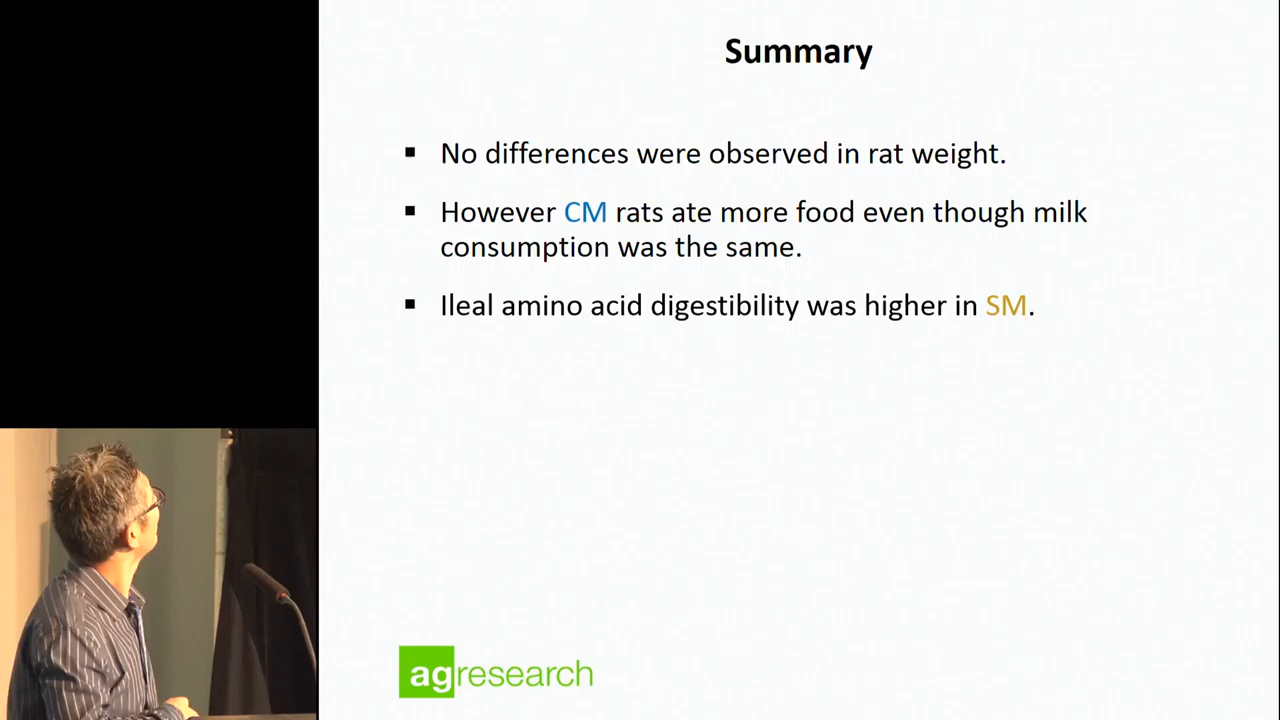 Summary
▪ No differences were observed in rat weight.
▪ However CM rats ate more food even though milk
consumption was the same.
▪ Ileal amino acid digestibility was higher in SM.
agresearch